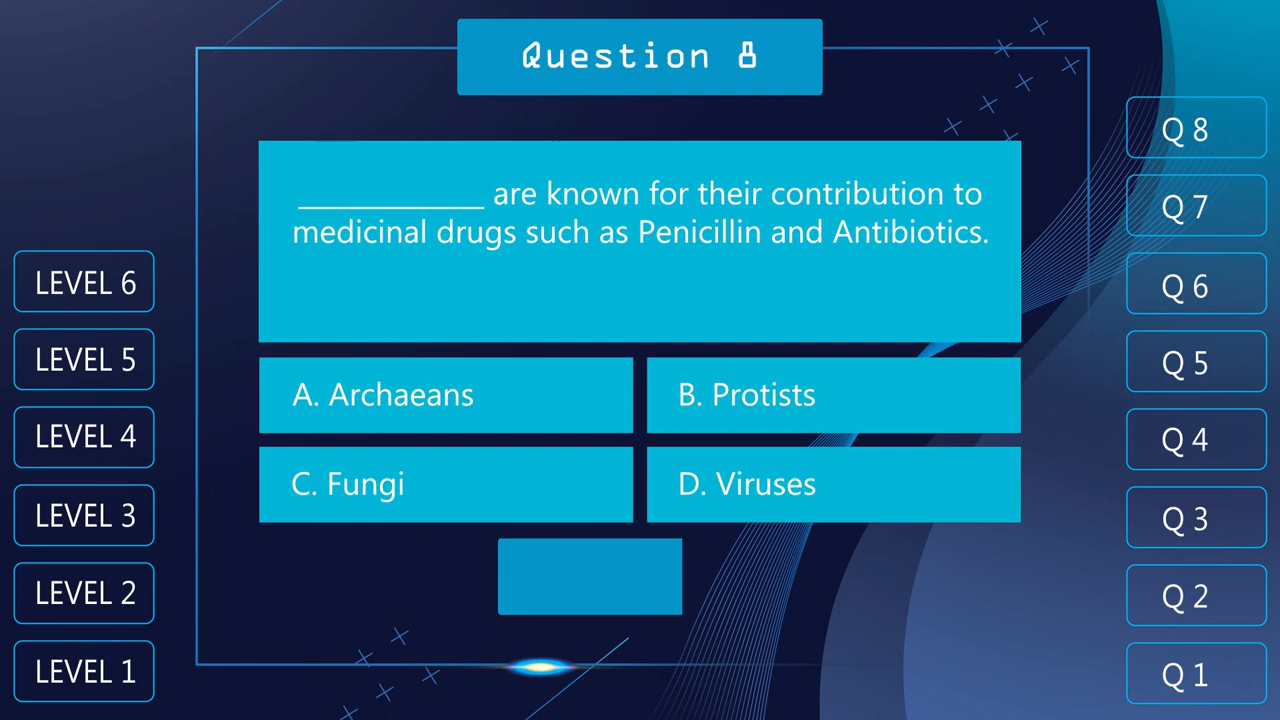 Question 8
______________ are known for their contribution to
medicinal drugs such as Penicillin and Antibiotics.
A. Archaeans
B. Protists
C. Fungi
D. Viruses
LEVEL 6
LEVEL 5
LEVEL 4
LEVEL 3
LEVEL 2
LEVEL 1
Q 8
Q 7
Q 6
Q 5
Q 4
Q 3
Q 2
Q 1